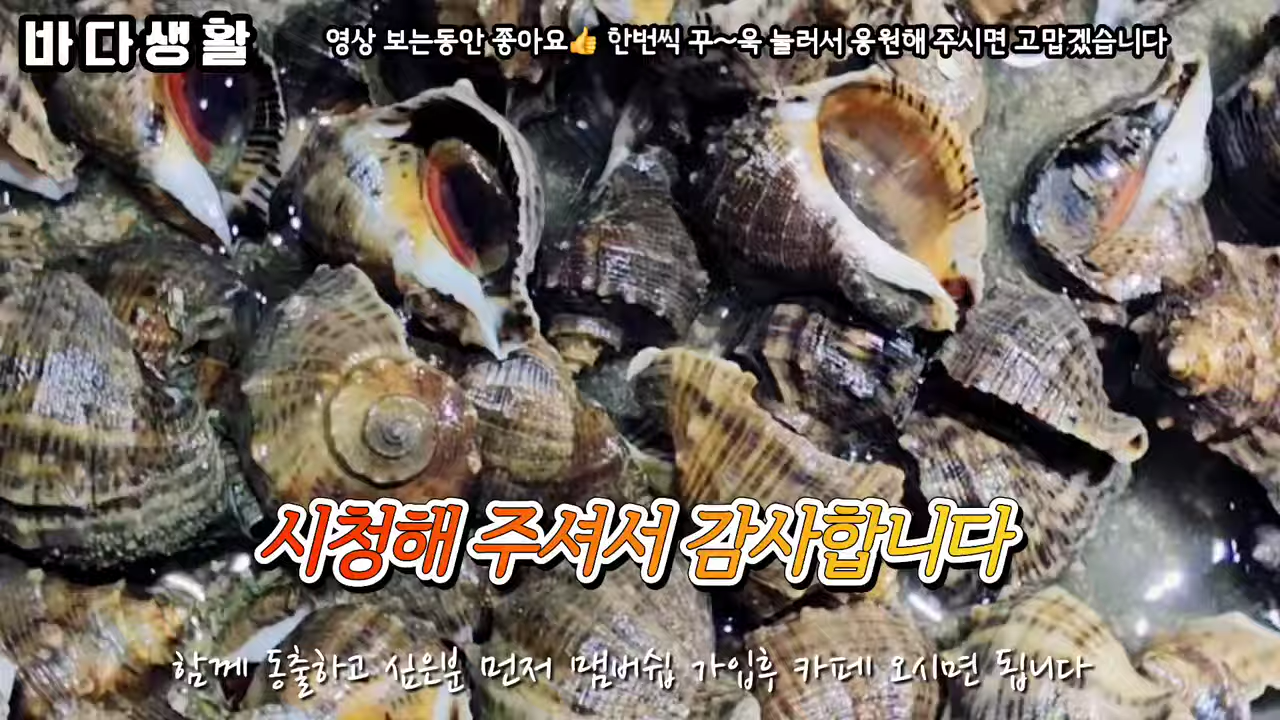 바다생활
영상 보는동안 좋아요👍 한번씩 꾸~욱 눌러서 응원해 주시면 고맙겠습니다
시청해 주셔서 감사합니다
함께 동출하고 싶은분 먼저 맴버쉽 가입후 카페 오시면 됩니다